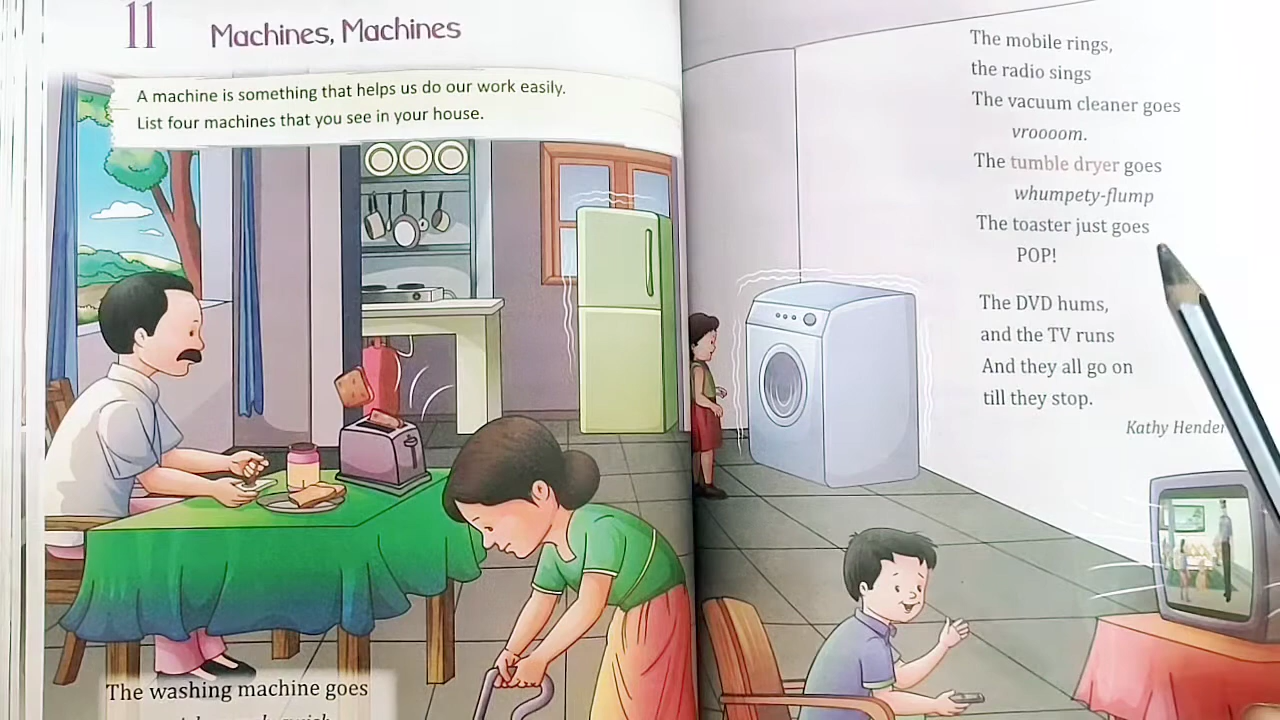 11
Machines, Machines
A machine is something that helps us do our work easily.
List four machines that you see in your house.
The washing machine goes
The mobile rings,
the radio sings
The vacuum cleaner goes
vroooom.
The tumble dryer goes
whumpety-flump
The toaster just goes
POP!
The DVD hums,
and the TV runs
And they all go on
till they stop.
Kathy